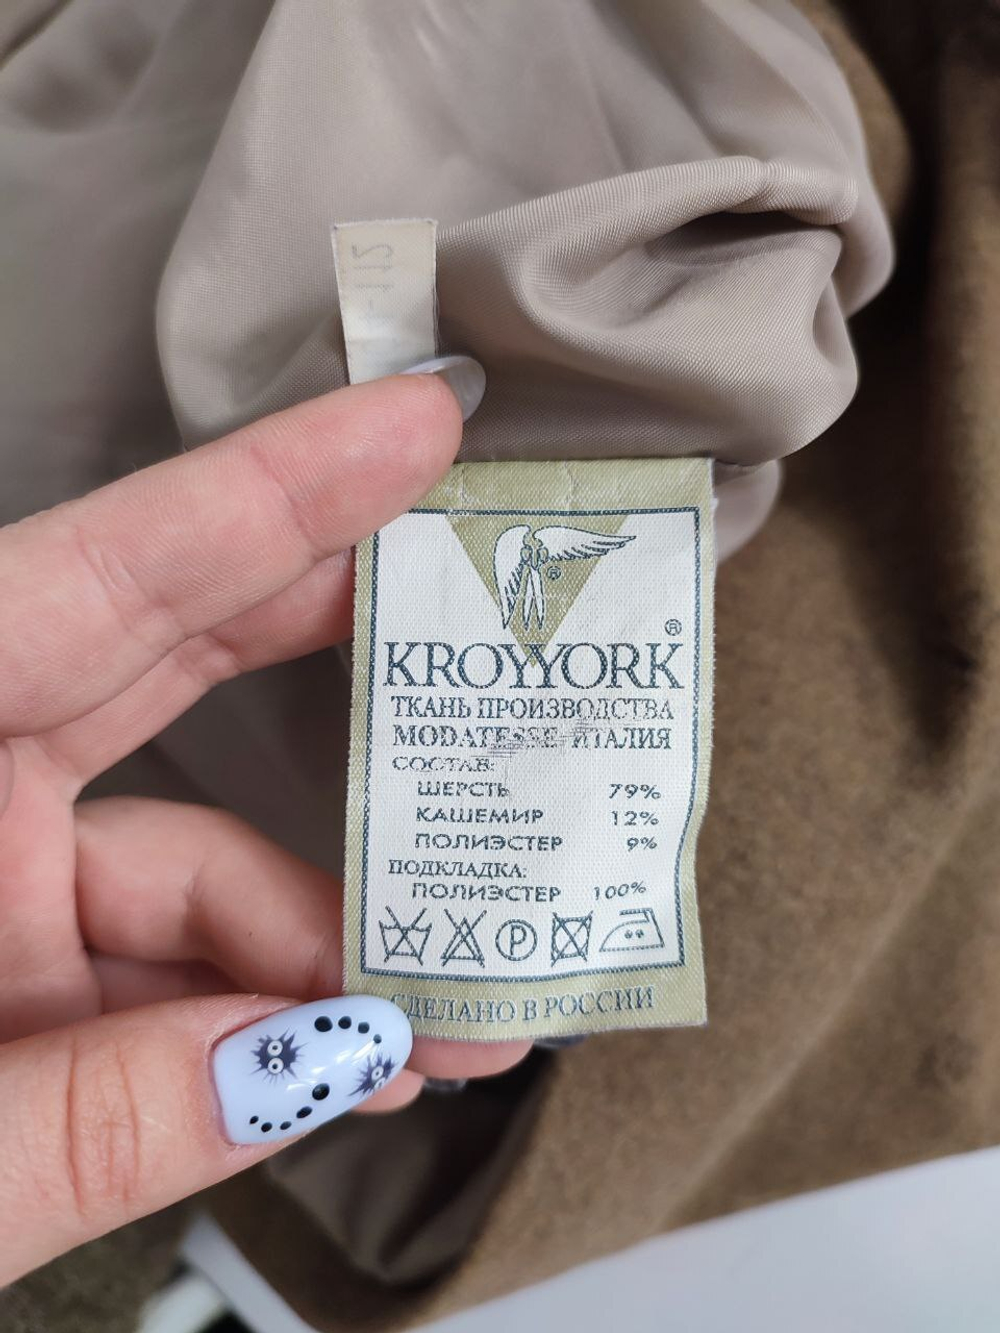 KROYYORK ®
ТКАНЬ ПРОИЗВОДСТВА
MODATESSE-ИТАЛИЯ
СОСТАВ:
ШЕРСТЬ 79%
КАШЕМИР 12%
ПОЛИЭСТЕР 9%
ПОДКЛАДКА:
ПОЛИЭСТЕР 100%
P
СДЕЛАНО В РОССИИ